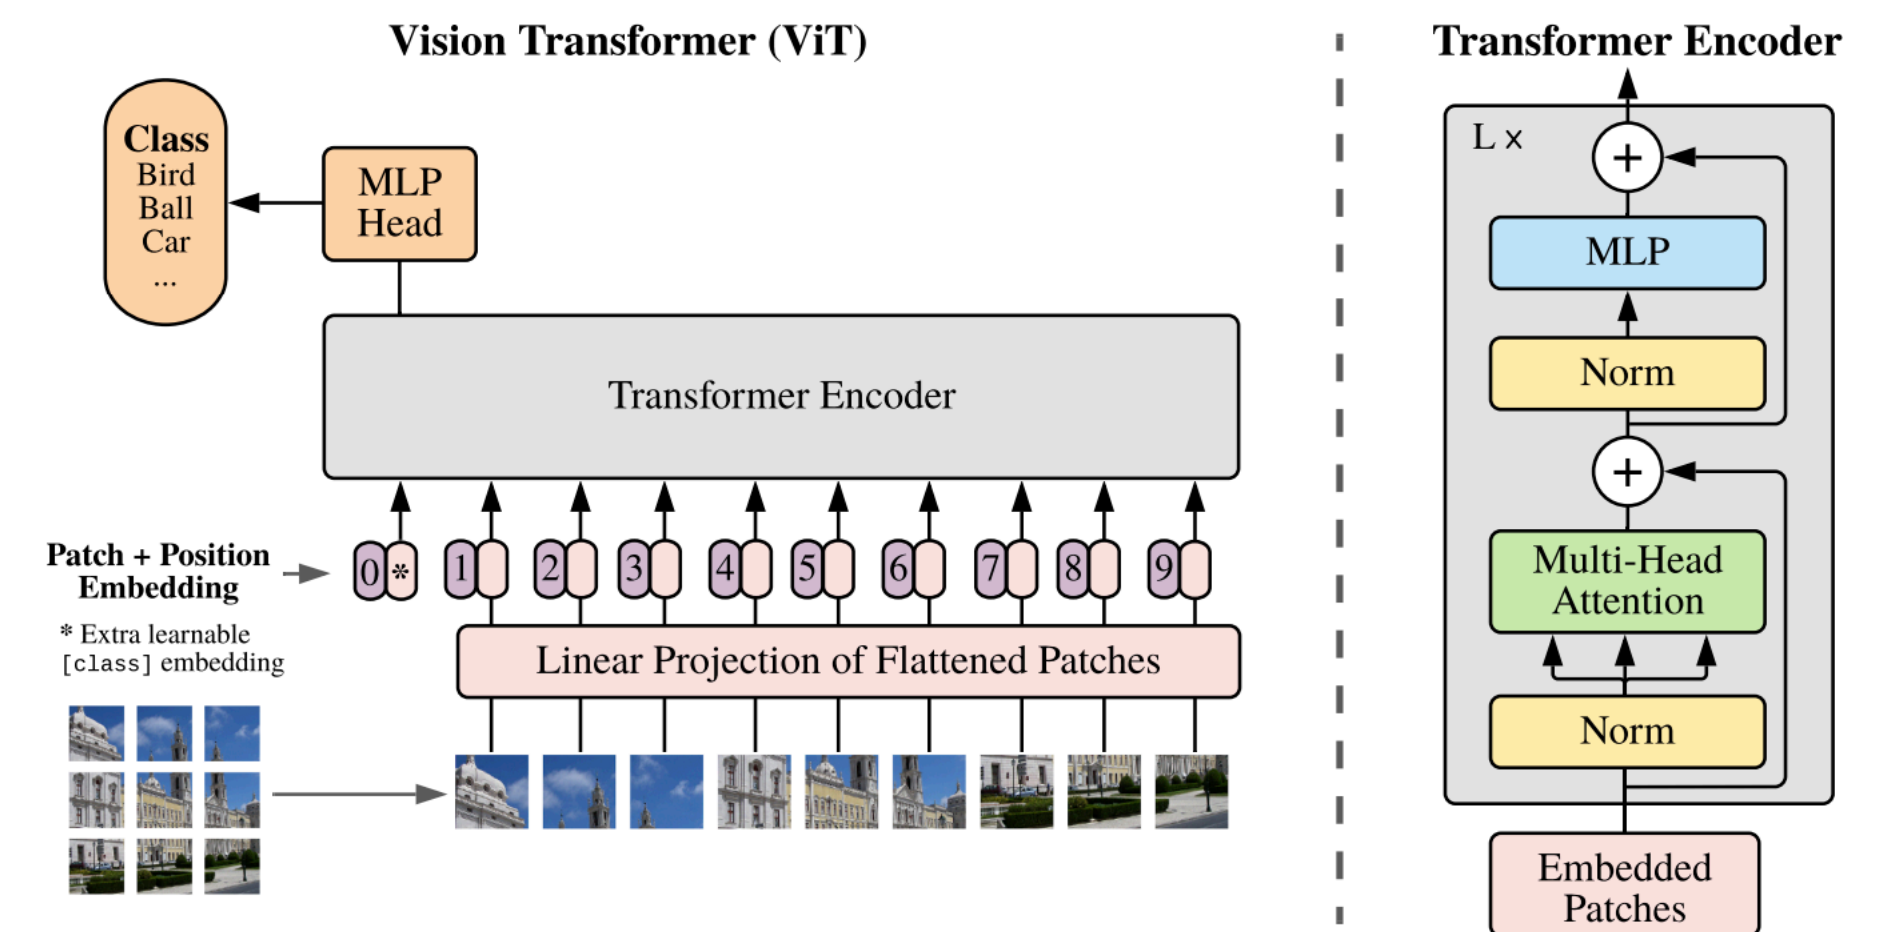 Vision Transformer (ViT)
Class
Bird
Ball
Car
...
MLP
Head
Transformer Encoder
Patch + Position
Embedding
0 * 1 2 3 4 5 6 7 8 9
* Extra learnable
[class] embedding
Linear Projection of Flattened Patches
Transformer Encoder
L x
+
MLP
Norm
+
Multi-Head
Attention
Norm
Embedded
Patches